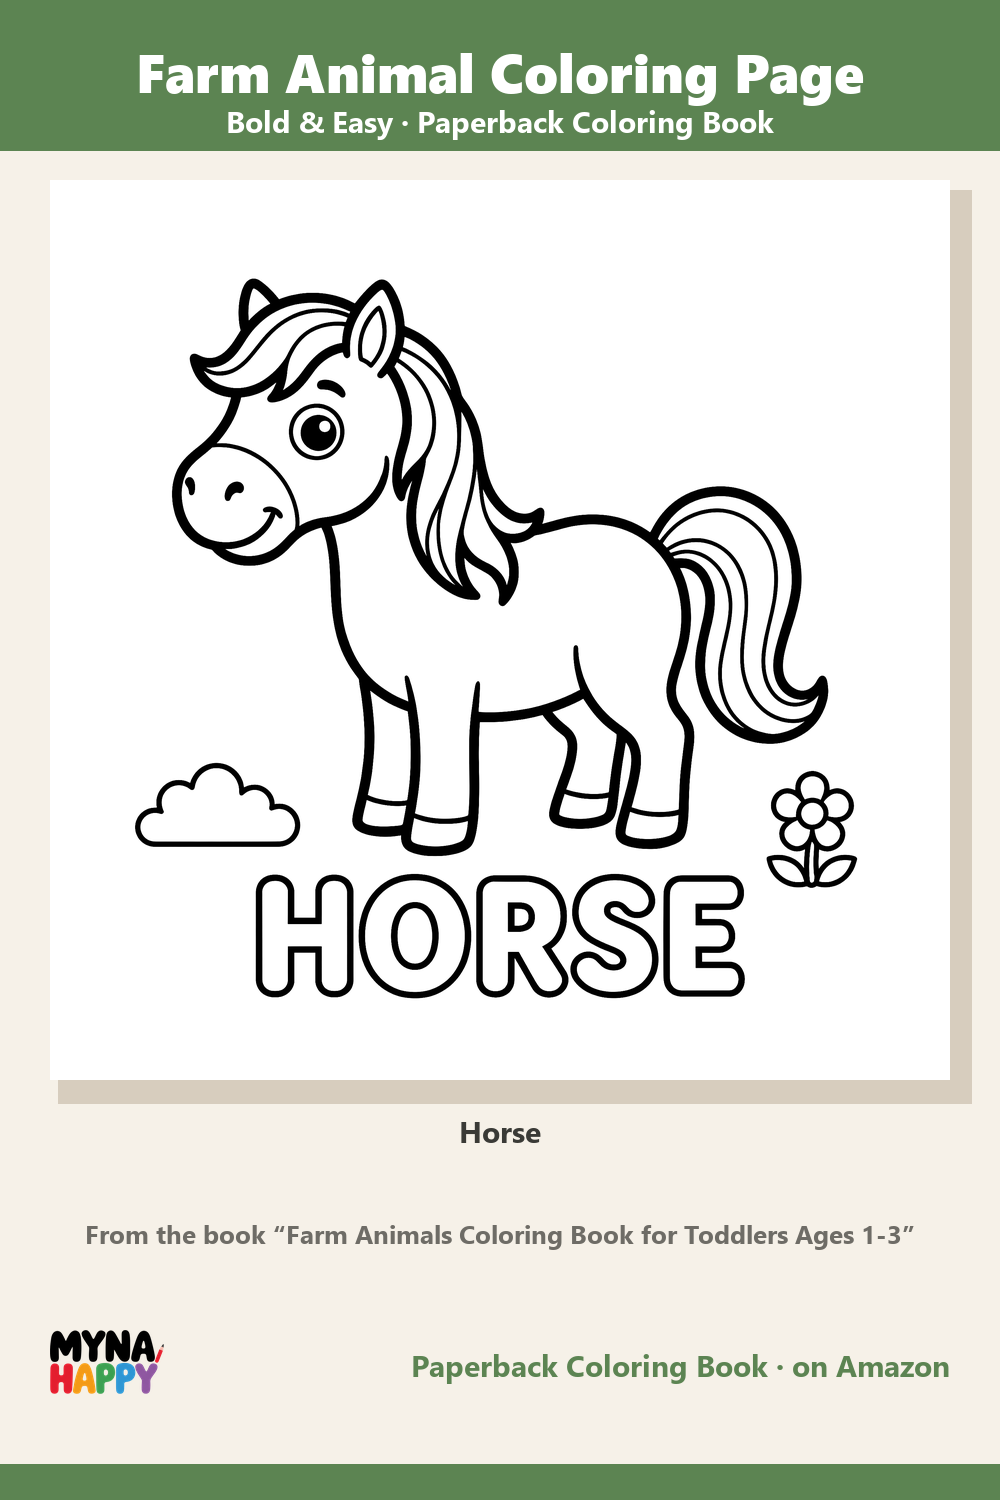 Farm Animal Coloring Page
Bold & Easy · Paperback Coloring Book
HORSE
Horse
From the book “Farm Animals Coloring Book for Toddlers Ages 1-3”
MYNA
HAPPY
Paperback Coloring Book · on Amazon